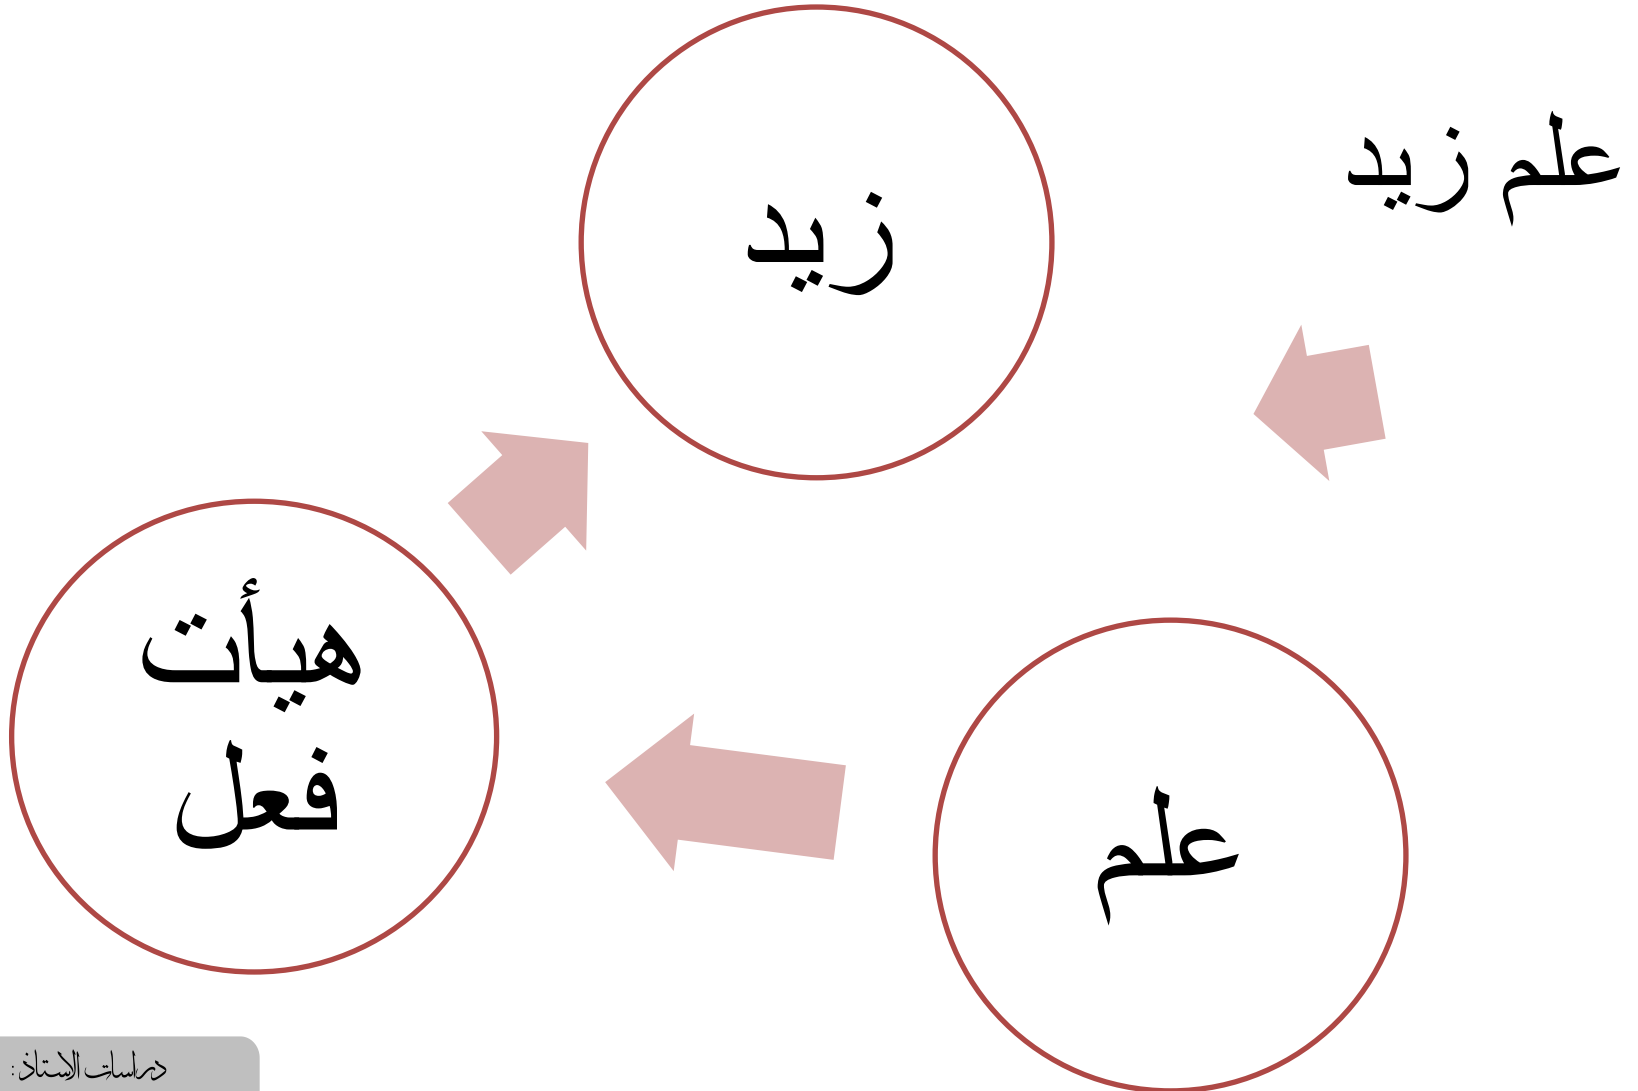 علم زيد
زيد
هيأت
فعل
علم
دراسات الاستاذ :